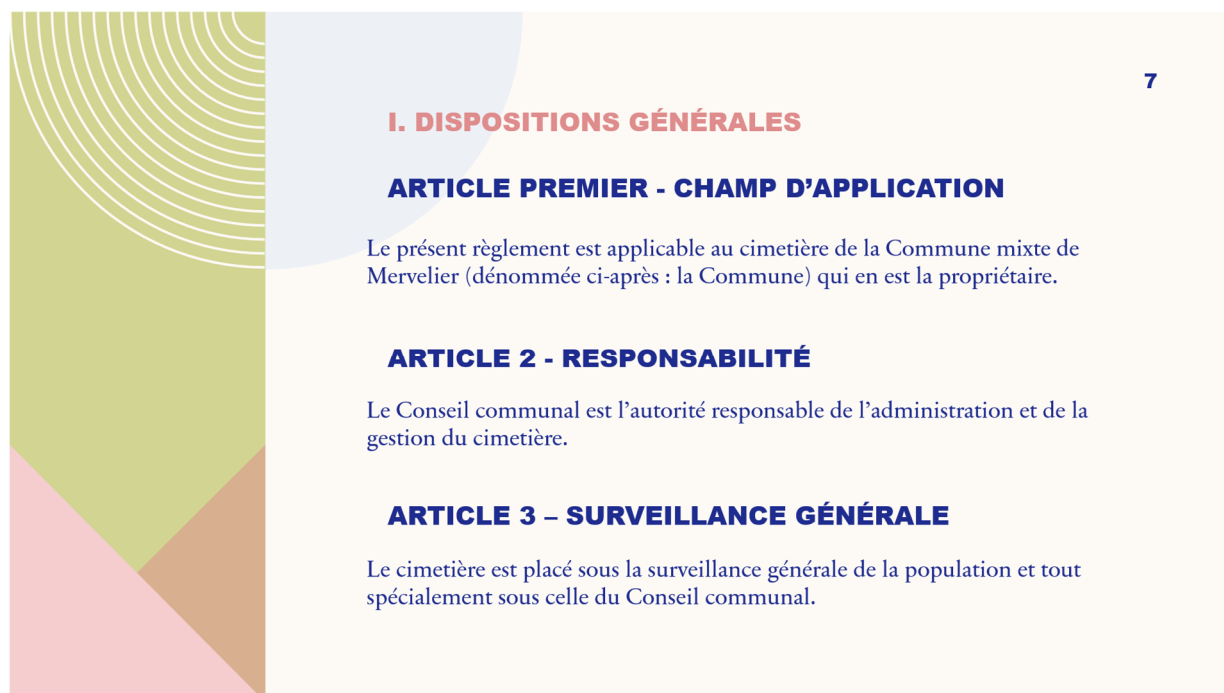 7
I. DISPOSITIONS GÉNÉRALES
ARTICLE PREMIER - CHAMP D’APPLICATION
Le présent règlement est applicable au cimetière de la Commune mixte de
Mervelier (dénommée ci-après : la Commune) qui en est la propriétaire.
ARTICLE 2 - RESPONSABILITÉ
Le Conseil communal est l’autorité responsable de l’administration et de la
gestion du cimetière.
ARTICLE 3 – SURVEILLANCE GÉNÉRALE
Le cimetière est placé sous la surveillance générale de la population et tout
spécialement sous celle du Conseil communal.